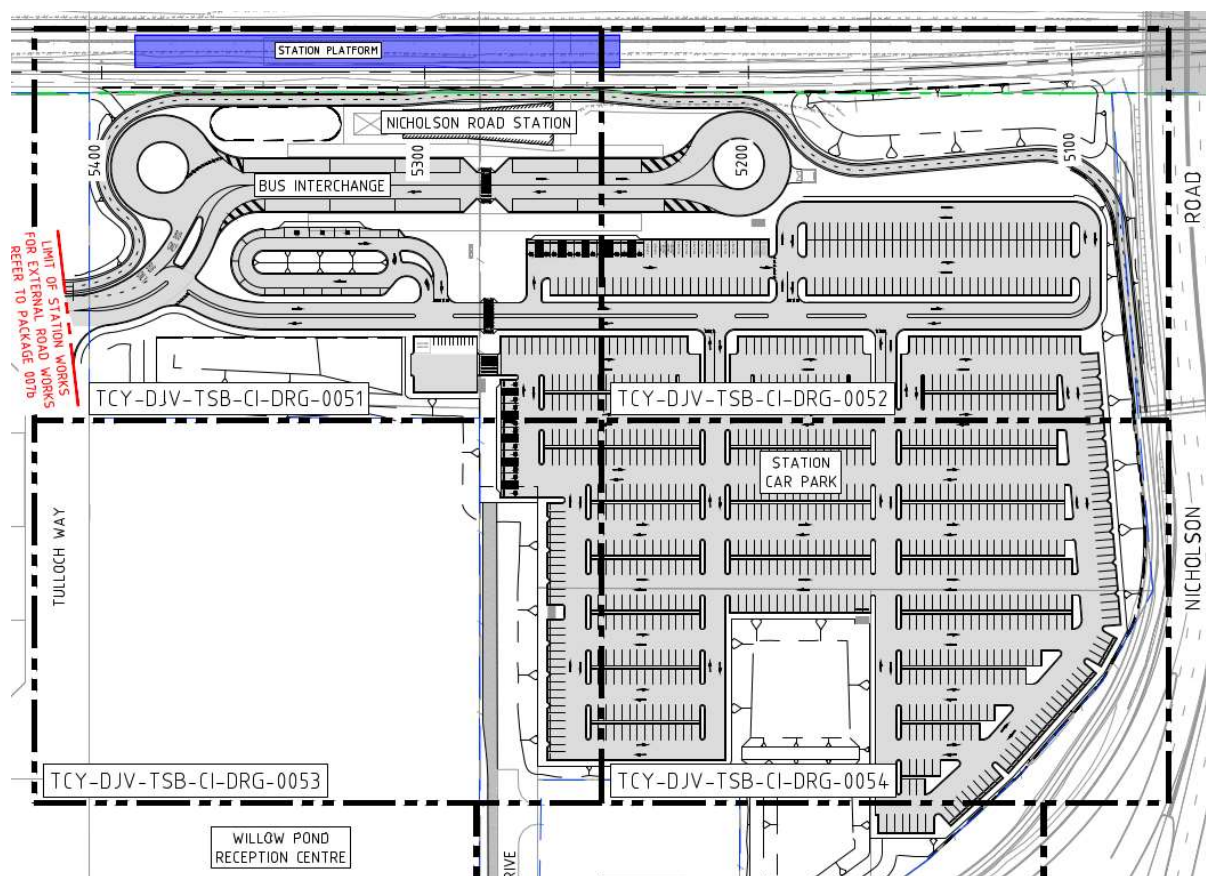 STATION PLATFORM
NICHOLSON ROAD STATION
5400
5300
5200
5100
BUS INTERCHANGE
ROAD
LIMIT OF STATION WORKS
FOR EXTERNAL ROAD WORKS
REFER TO PACKAGE 007b
TCY-DJV-TSB-CI-DRG-0051
TCY-DJV-TSB-CI-DRG-0052
STATION
CAR PARK
TULLOCH WAY
NICHOLSON
TCY-DJV-TSB-CI-DRG-0053
TCY-DJV-TSB-CI-DRG-0054
WILLOW POND
RECEPTION CENTRE
RIVE